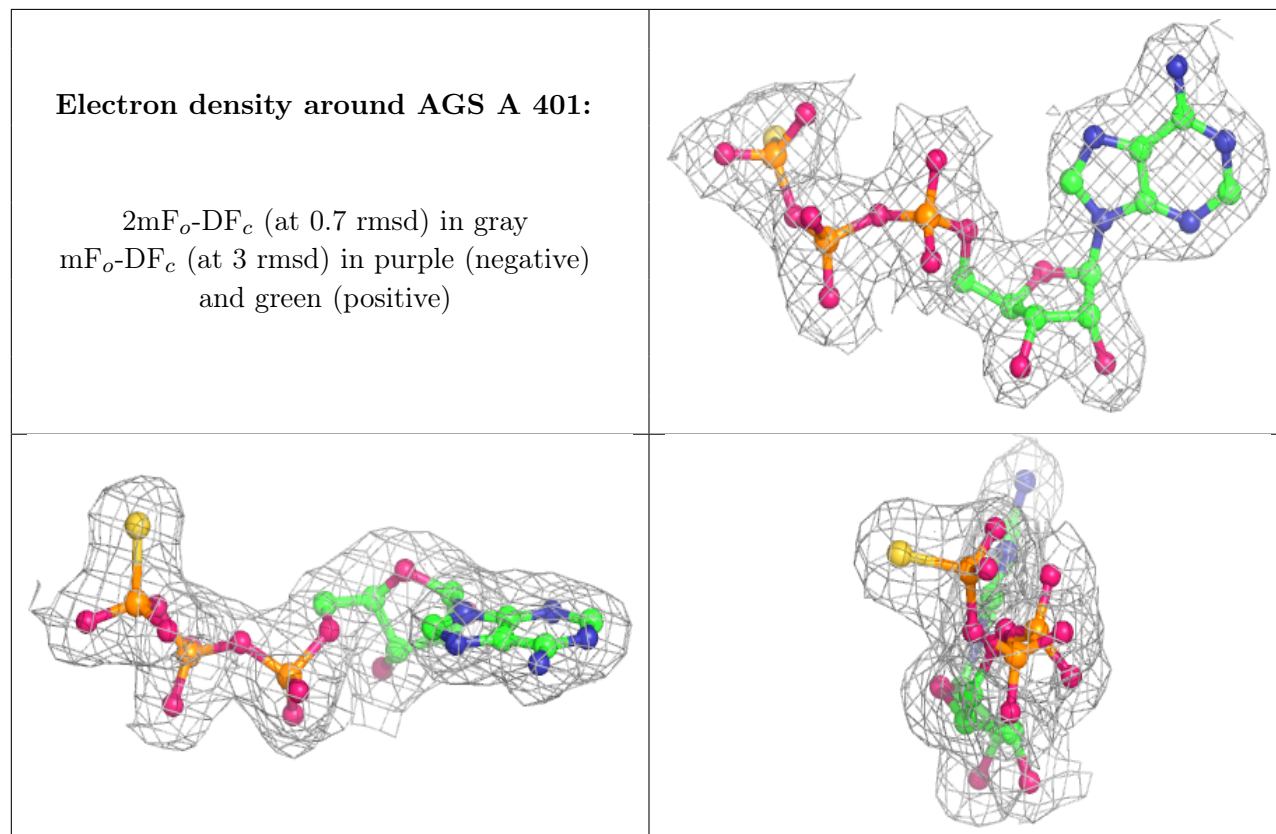 Electron density around AGS A 401:
2mFo-DFc (at 0.7 rmsd) in gray
mFo-DFc (at 3 rmsd) in purple (negative)
and green (positive)